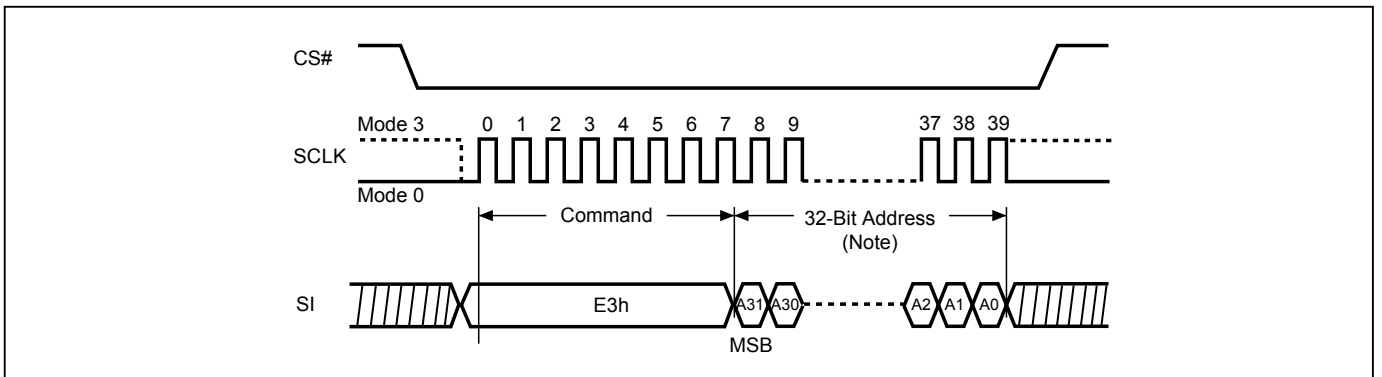 CS#
Mode 3 0 1 2 3 4 5 6 7 8 9 37 38 39
SCLK
Mode 0
Command 32-Bit Address
(Note)
SI E3h A31 A30 A2 A1 A0
MSB